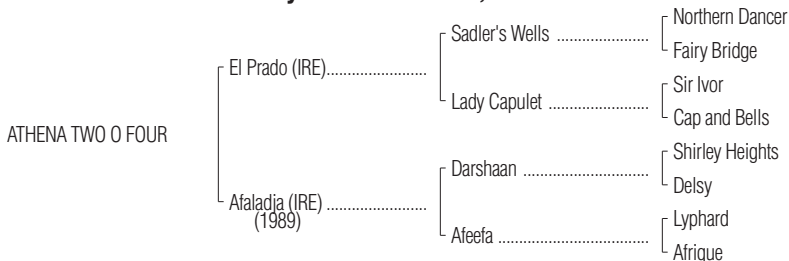 Northern Dancer
Sadler's Wells ........................
Fairy Bridge
El Prado (IRE)..........................
Sir Ivor
Lady Capulet ..........................
Cap and Bells
ATHENA TWO O FOUR
Shirley Heights
Darshaan .................................
Delsy
Afaladja (IRE) ..........................
(1989)
Lyphard
Afeefa .......................................
Afrique